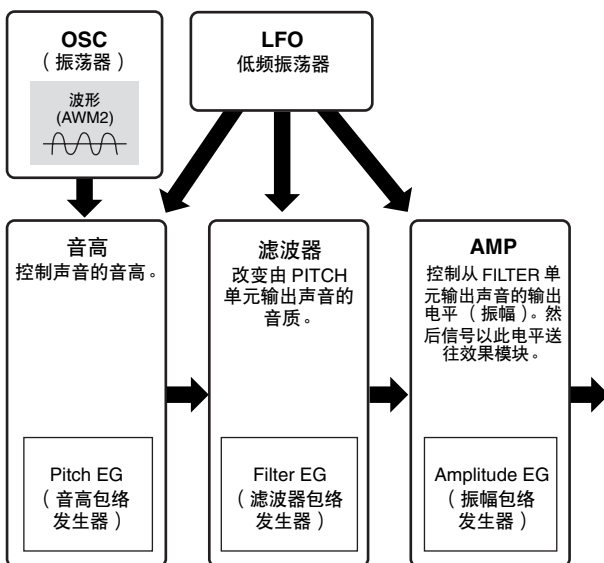 OSC
（振荡器）
波形
(AWM2)
LFO
低频振荡器
音高
控制声音的音高。
Pitch EG
（音高包络
发生器）
滤波器
改变由 PITCH
单元输出声音的
音质。
Filter EG
（滤波器包络
发生器）
AMP
控制从 FILTER 单
元输出声音的输出
电平（振幅）。然
后信号以此电平送
往效果模块。
Amplitude EG
（振幅包络
发生器）